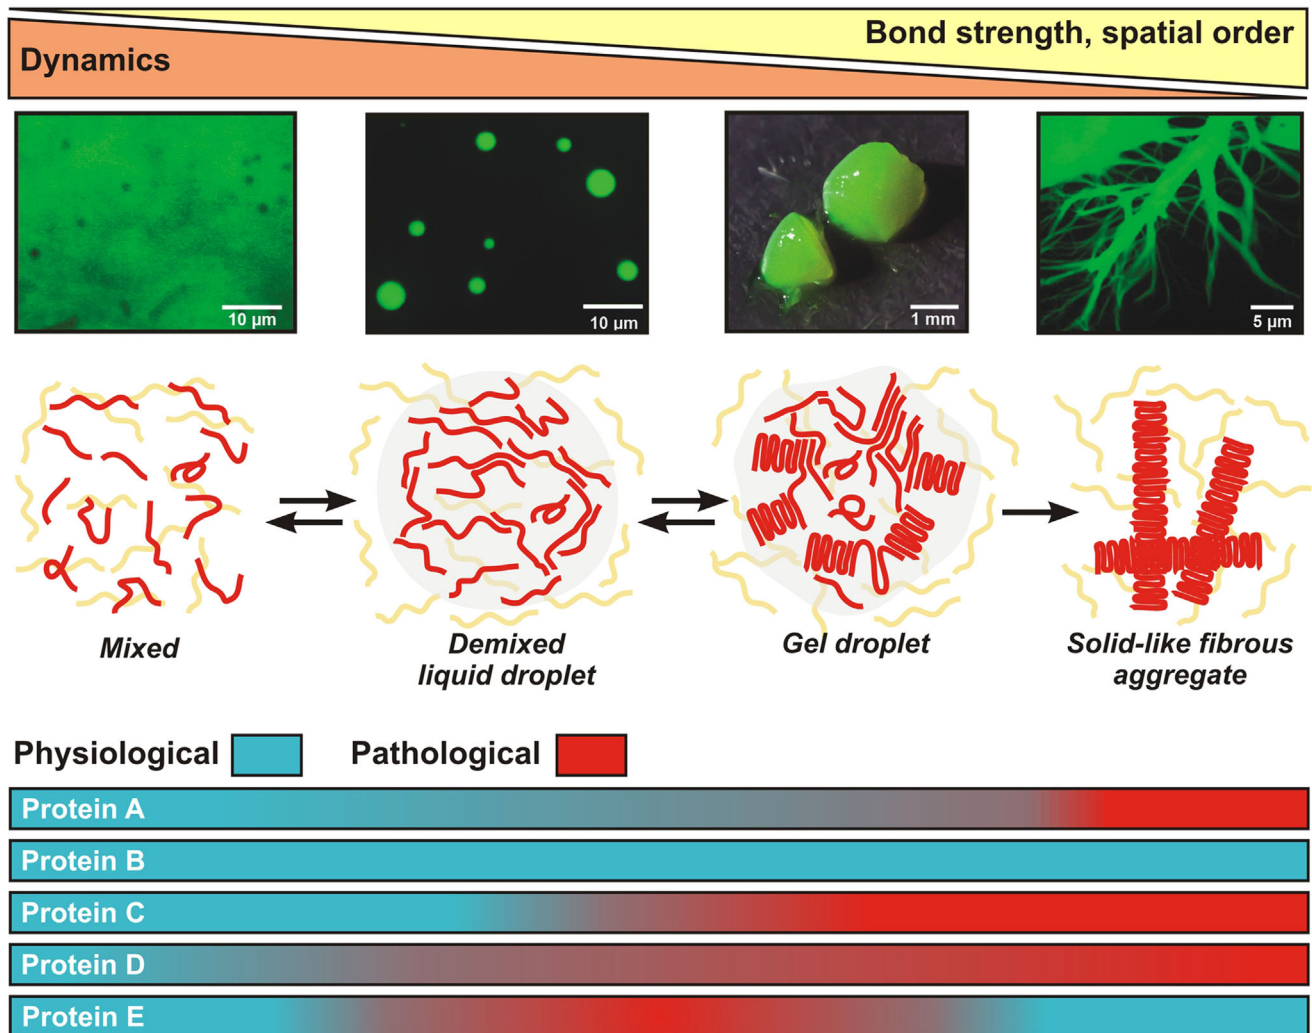 Bond strength, spatial order
Dynamics
10 µm
10 µm
1 mm
5 µm
Mixed
Demixed
liquid droplet
Gel droplet
Solid-like fibrous
aggregate
Physiological
Pathological
Protein A
Protein B
Protein C
Protein D
Protein E